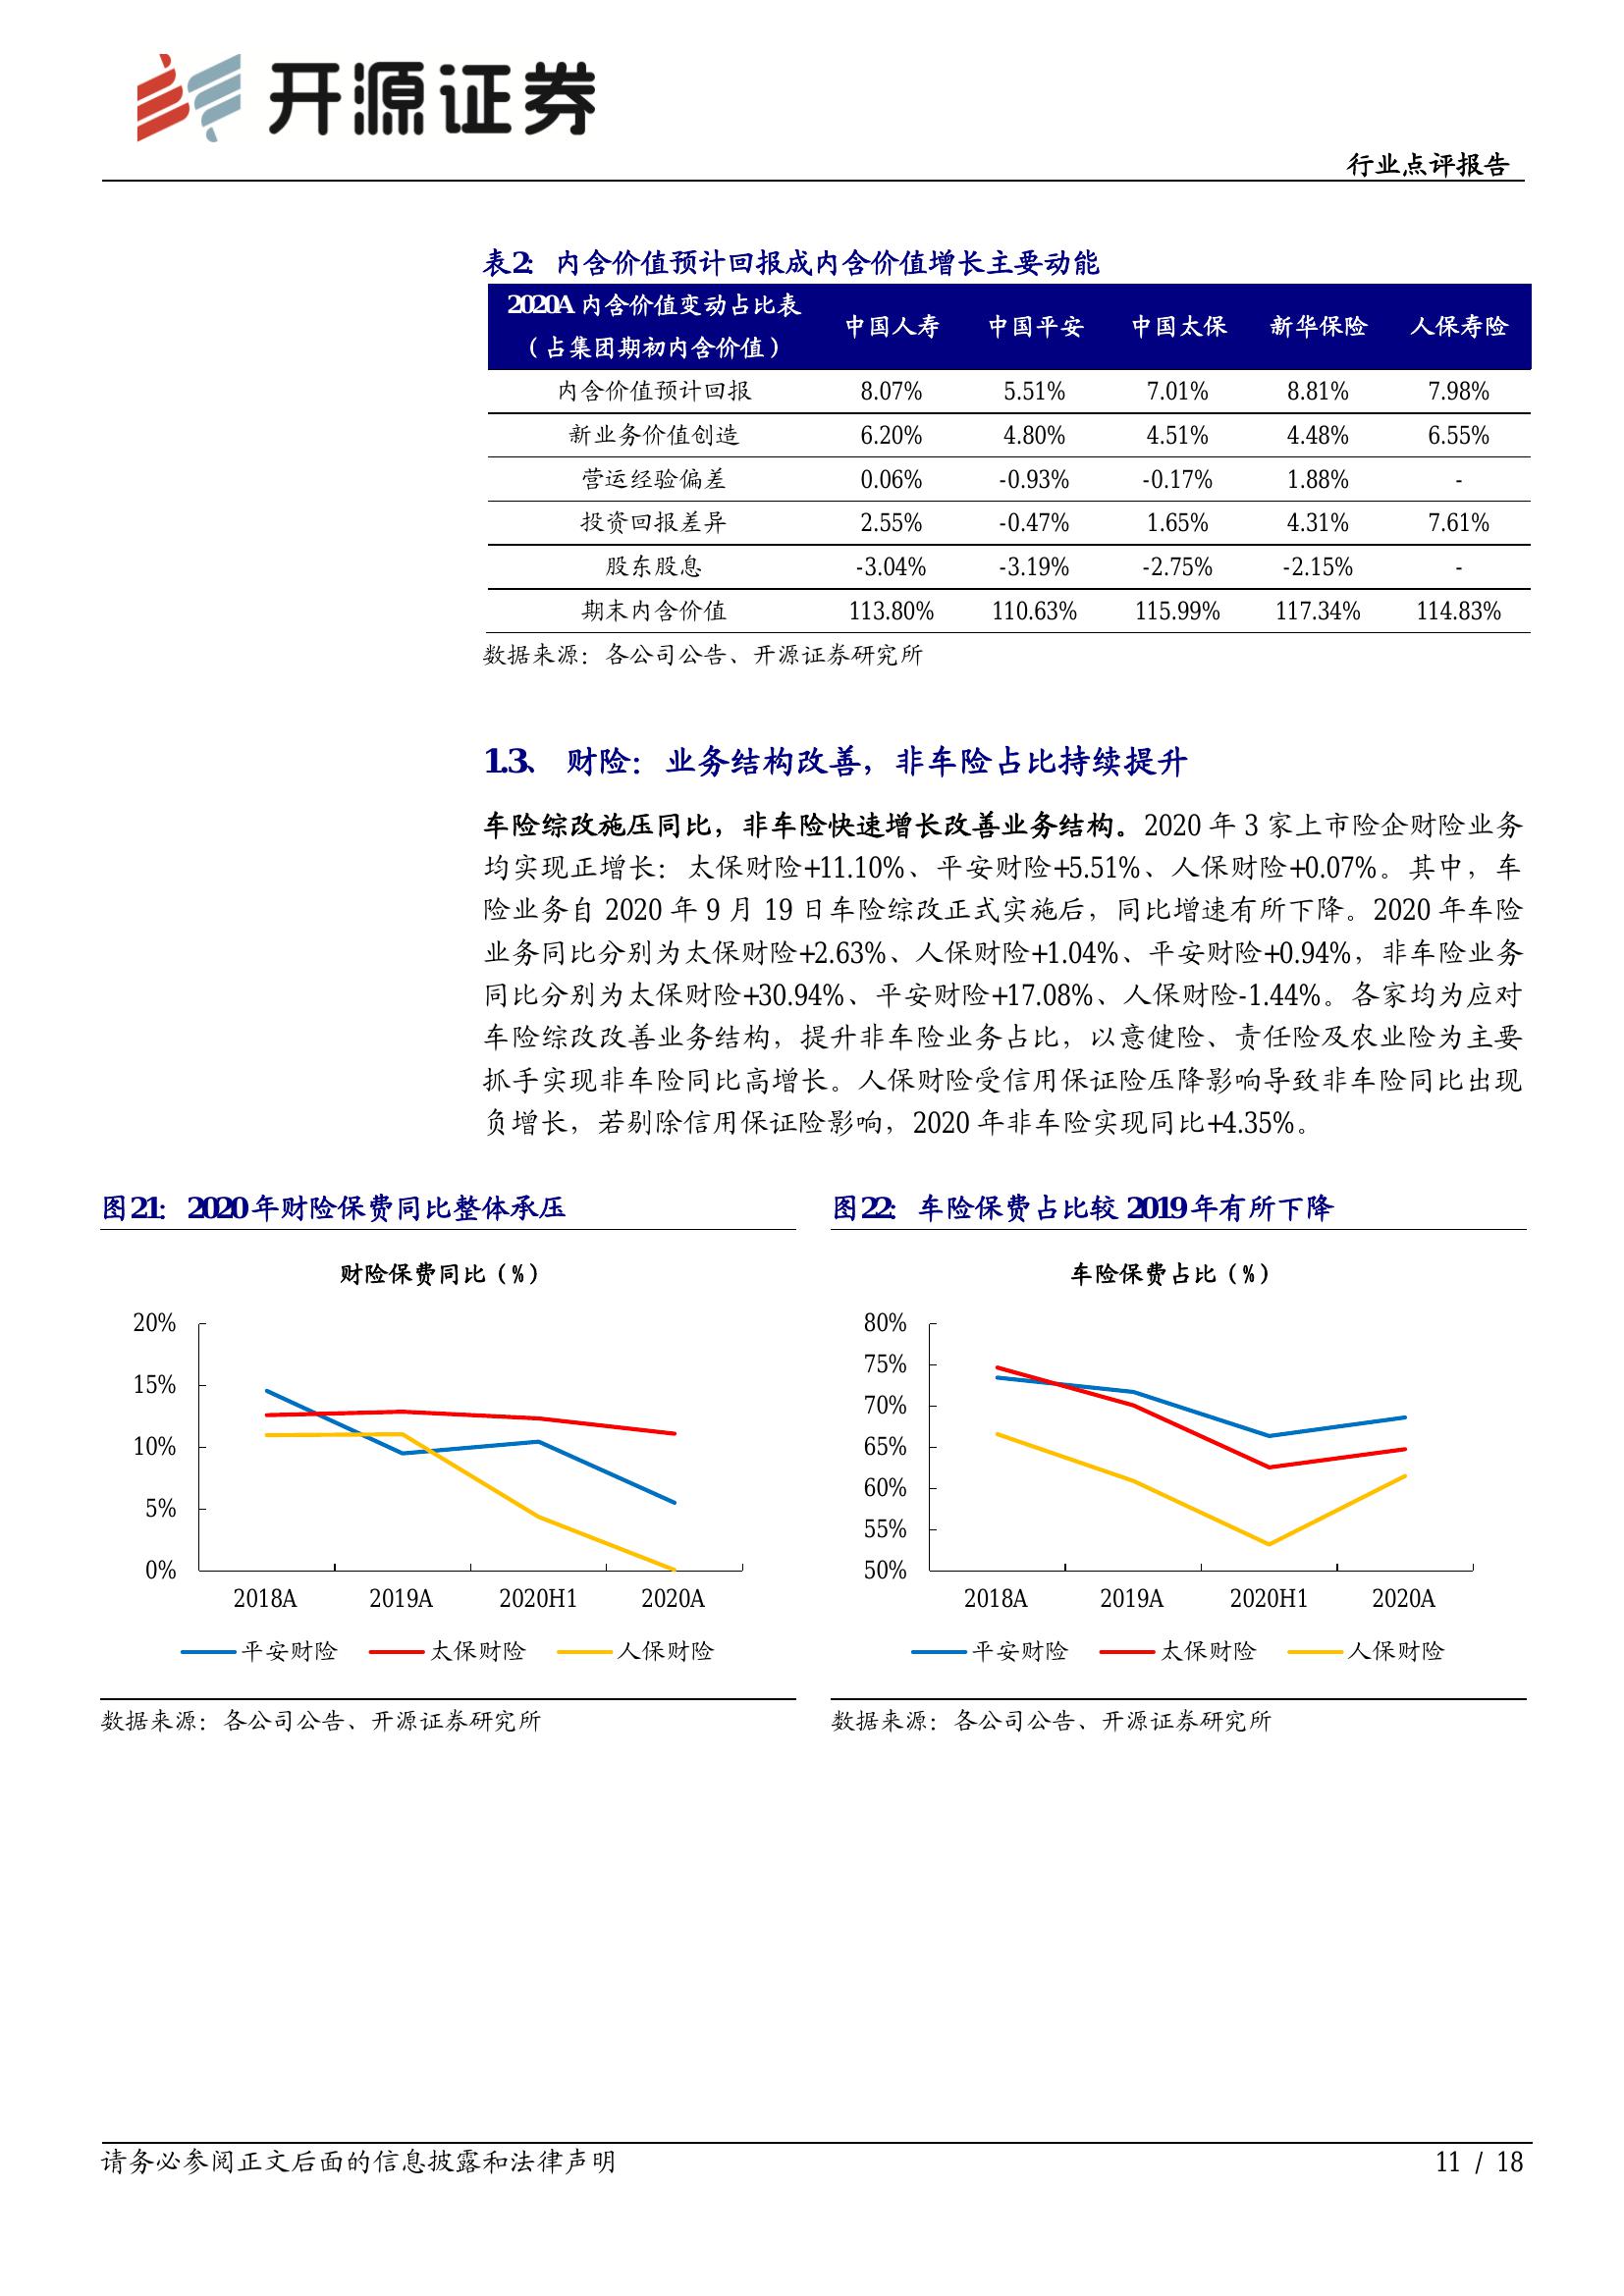 开源证券
行业点评报告
表2: 内含价值预计回报成内含价值增长主要动能
2020A 内含价值变动占比表
（占集团期初内含价值）
中国人寿 中国平安 中国太保 新华保险 人保寿险
内含价值预计回报 8.07% 5.51% 7.01% 8.81% 7.98%
新业务价值创造 6.20% 4.80% 4.51% 4.48% 6.55%
营运经验偏差 0.06% -0.93% -0.17% 1.88% -
投资回报差异 2.55% -0.47% 1.65% 4.31% 7.61%
股东股息 -3.04% -3.19% -2.75% -2.15% -
期末内含价值 113.80% 110.63% 115.99% 117.34% 114.83%
数据来源：各公司公告、开源证券研究所
1.3、 财险：业务结构改善，非车险占比持续提升
车险综改施压同比，非车险快速增长改善业务结构。2020 年 3 家上市险企财险业务
均实现正增长：太保财险+11.10%、平安财险+5.51%、人保财险+0.07%。其中，车
险业务自 2020 年 9 月 19 日车险综改正式实施后，同比增速有所下降。2020 年车险
业务同比分别为太保财险+2.63%、人保财险+1.04%、平安财险+0.94%，非车险业务
同比分别为太保财险+30.94%、平安财险+17.08%、人保财险-1.44%。各家均为应对
车险综改改善业务结构，提升非车险业务占比，以意健险、责任险及农业险为主要
抓手实现非车险同比高增长。人保财险受信用保证险压降影响导致非车险同比出现
负增长，若剔除信用保证险影响，2020 年非车险实现同比+4.35%。
图21: 2020年财险保费同比整体承压
财险保费同比（%）
20%
15%
10%
5%
0%
2018A 2019A 2020H1 2020A
平安财险 太保财险 人保财险
数据来源：各公司公告、开源证券研究所
图22: 车险保费占比较 2019 年有所下降
车险保费占比（%）
80%
75%
70%
65%
60%
55%
50%
2018A 2019A 2020H1 2020A
平安财险 太保财险 人保财险
数据来源：各公司公告、开源证券研究所
请务必参阅正文后面的信息披露和法律声明
11 / 18